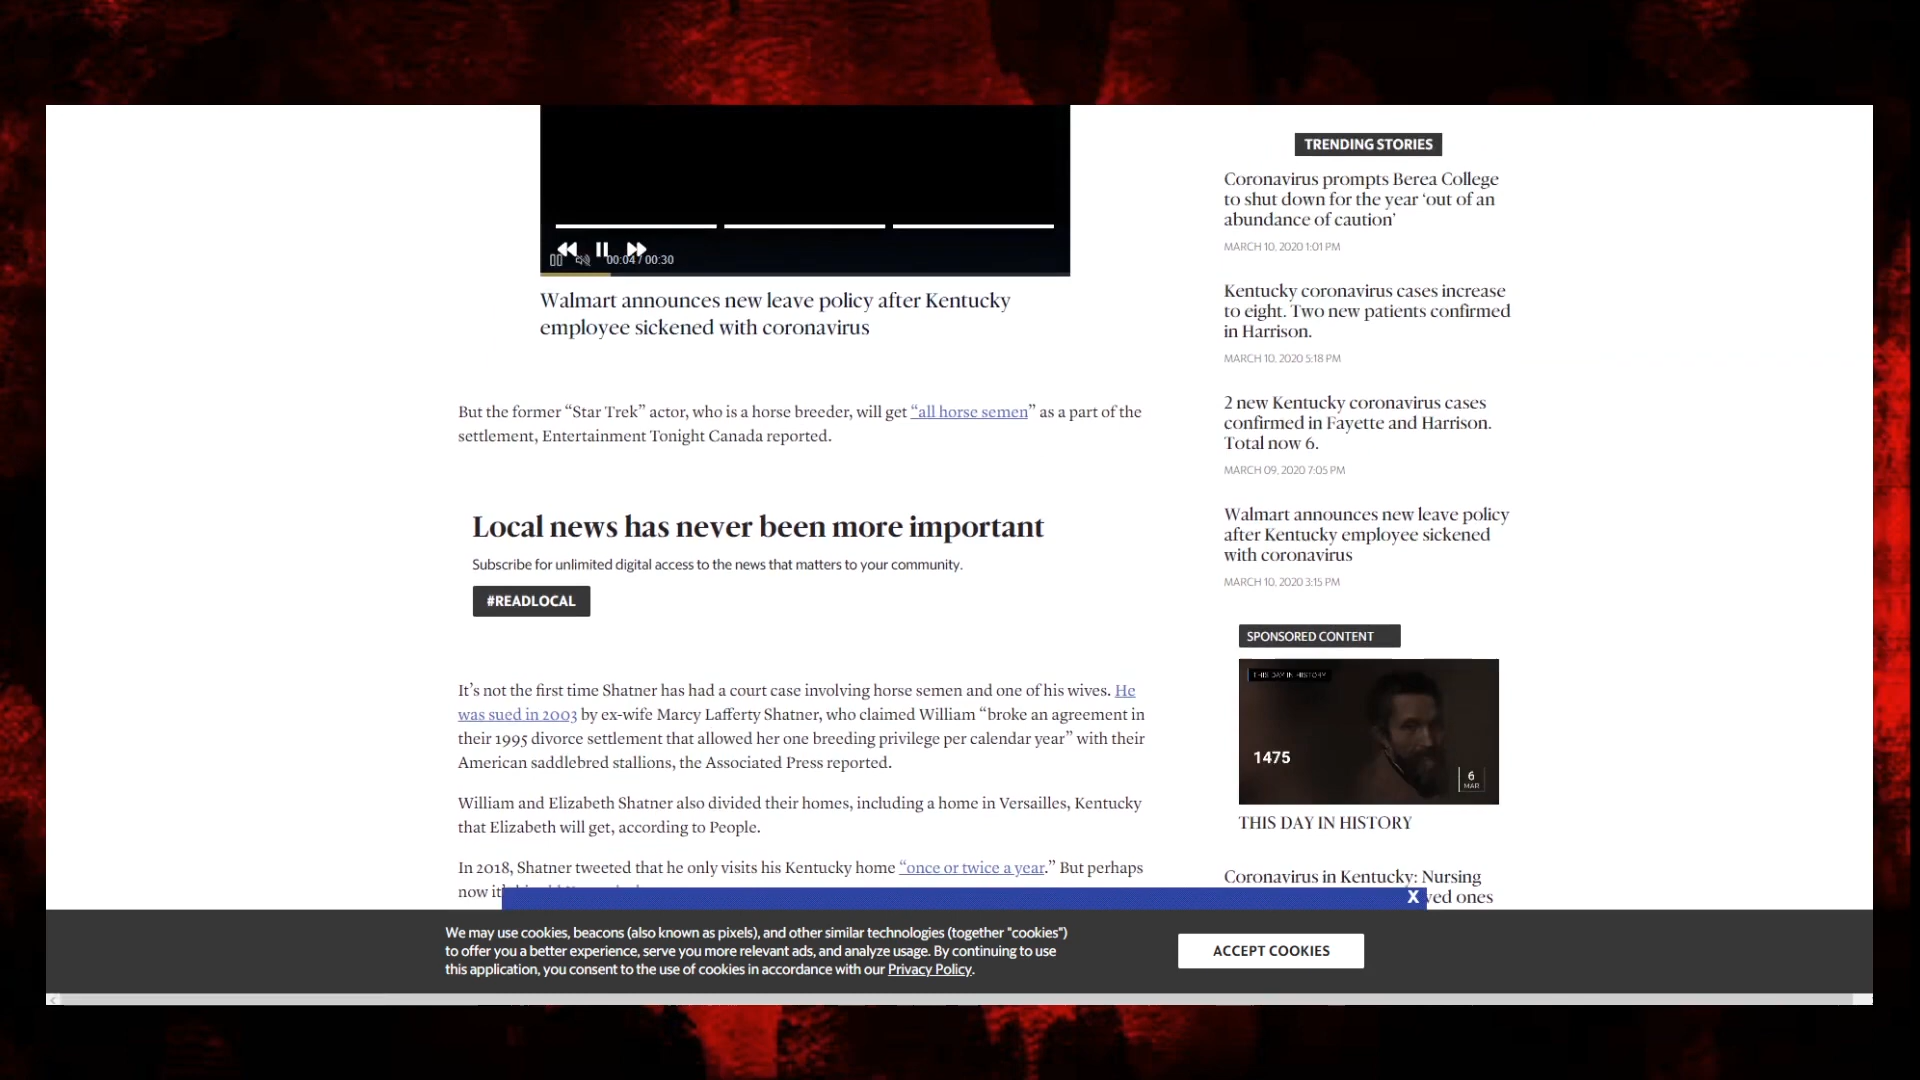 00:04 / 00:30
Walmart announces new leave policy after Kentucky
employee sickened with coronavirus
But the former “Star Trek” actor, who is a horse breeder, will get “all horse semen” as a part of the
settlement, Entertainment Tonight Canada reported.
Local news has never been more important
Subscribe for unlimited digital access to the news that matters to your community.
#READLOCAL
It’s not the first time Shatner has had a court case involving horse semen and one of his wives. He
was sued in 2003 by ex-wife Marcy Lafferty Shatner, who claimed William “broke an agreement in
their 1995 divorce settlement that allowed her one breeding privilege per calendar year” with their
American saddlebred stallions, the Associated Press reported.
William and Elizabeth Shatner also divided their homes, including a home in Versailles, Kentucky
that Elizabeth will get, according to People.
In 2018, Shatner tweeted that he only visits his Kentucky home “once or twice a year.” But perhaps
now it
TRENDING STORIES
Coronavirus prompts Berea College
to shut down for the year ‘out of an
abundance of caution’
MARCH 10, 2020 1:01 PM
Kentucky coronavirus cases increase
to eight. Two new patients confirmed
in Harrison.
MARCH 10, 2020 5:18 PM
2 new Kentucky coronavirus cases
confirmed in Fayette and Harrison.
Total now 6.
MARCH 09, 2020 7:05 PM
Walmart announces new leave policy
after Kentucky employee sickened
with coronavirus
MARCH 10, 2020 3:15 PM
SPONSORED CONTENT
THIS DAY IN HISTORY
1475
6
MAR
THIS DAY IN HISTORY
Coronavirus in Kentucky: Nursing
ved ones
X
We may use cookies, beacons (also known as pixels), and other similar technologies (together "cookies")
to offer you a better experience, serve you more relevant ads, and analyze usage. By continuing to use
this application, you consent to the use of cookies in accordance with our Privacy Policy.
ACCEPT COOKIES